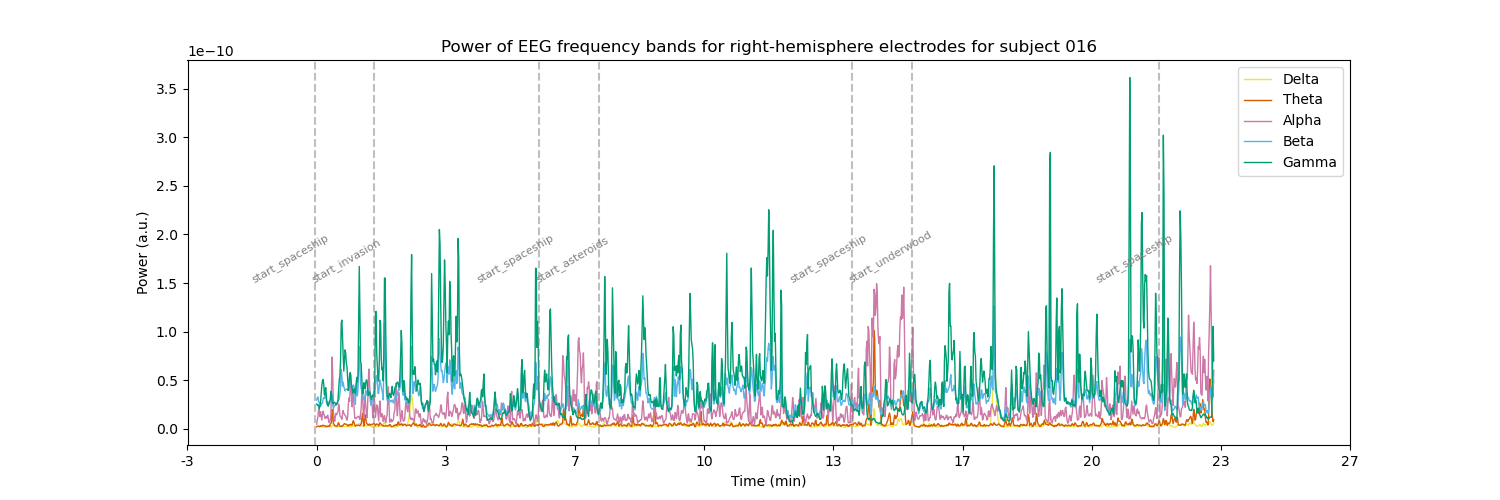 Power of EEG frequency bands for right-hemisphere electrodes for subject 016
1e−10
3.5
3.0
2.5
2.0
1.5
1.0
0.5
0.0
Power (a.u.)
start_spaceship
start_invasion
start_spaceship
start_asteroids
start_spaceship
start_underwood
start_spaceship
Delta
Theta
Alpha
Beta
Gamma
-3 0 3 7 10 13 17 20 23 27
Time (min)